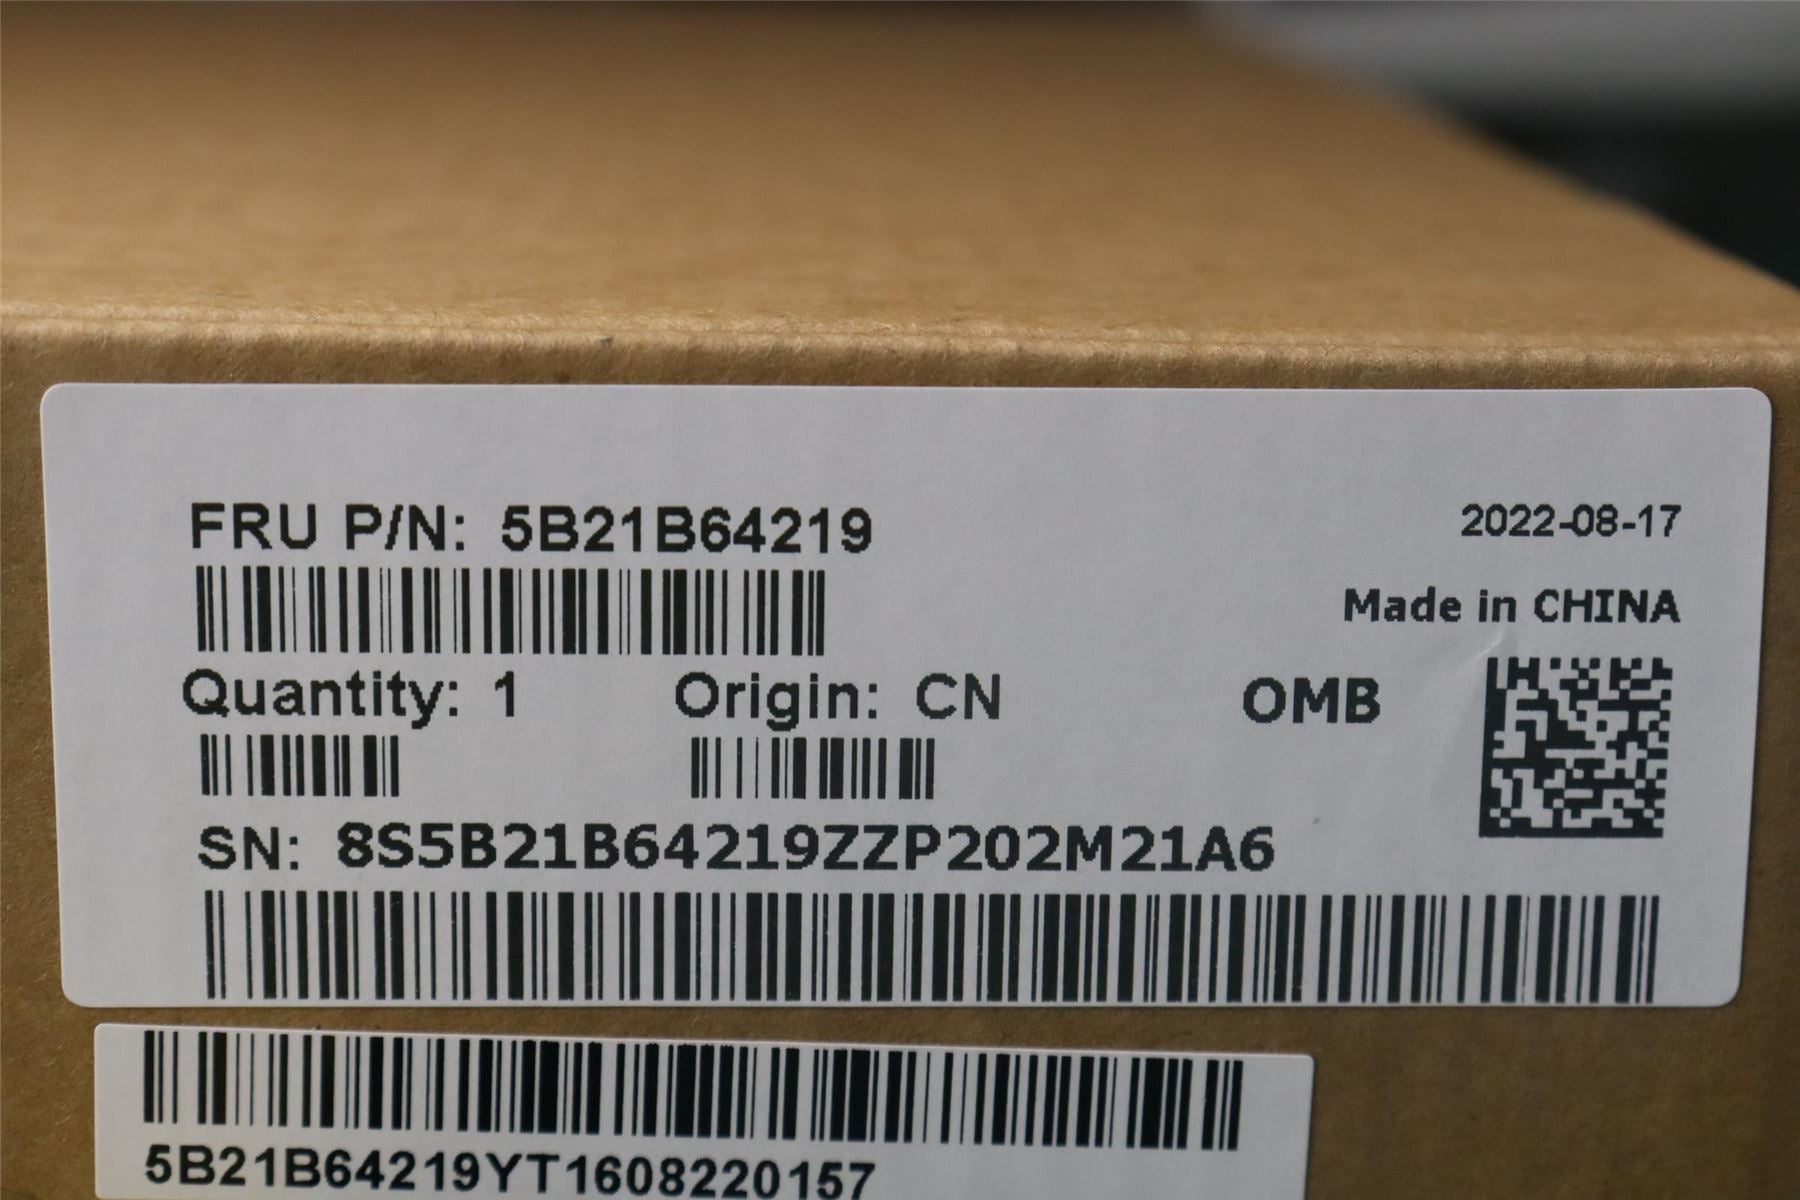 FRU P/N: 5B21B64219
2022-08-17
Made in CHINA
Quantity: 1
Origin: CN
OMB
SN: 8S5B21B64219ZZP202M21A6
5B21B64219YT1608220157